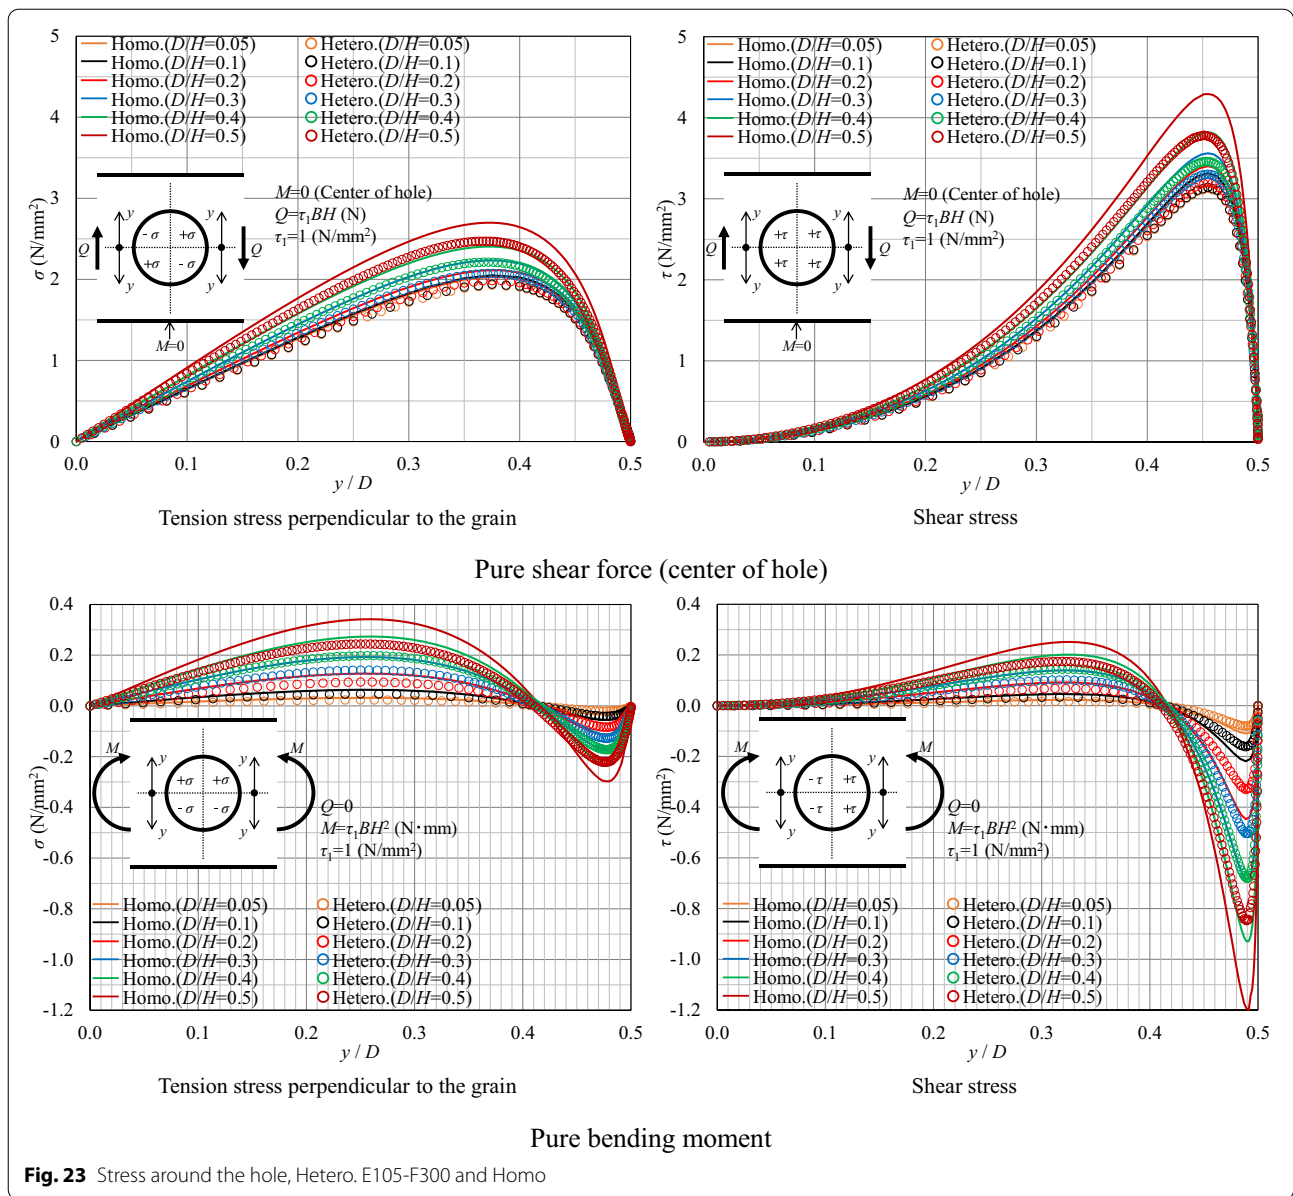 5
4
3
2
1
0
σ (N/mm²)
Homo.(D/H=0.05)
Homo.(D/H=0.1)
Homo.(D/H=0.2)
Homo.(D/H=0.3)
Homo.(D/H=0.4)
Homo.(D/H=0.5)
Hetero.(D/H=0.05)
Hetero.(D/H=0.1)
Hetero.(D/H=0.2)
Hetero.(D/H=0.3)
Hetero.(D/H=0.4)
Hetero.(D/H=0.5)
y y
- σ +σ
Q Q
+σ - σ
y y
M=0
M=0 (Center of hole)
Q=τ₁BH (N)
τ₁=1 (N/mm²)
0.0 0.1 0.2 0.3 0.4 0.5
y / D
Tension stress perpendicular to the grain
5
4
3
2
1
0
τ (N/mm²)
Homo.(D/H=0.05)
Homo.(D/H=0.1)
Homo.(D/H=0.2)
Homo.(D/H=0.3)
Homo.(D/H=0.4)
Homo.(D/H=0.5)
Hetero.(D/H=0.05)
Hetero.(D/H=0.1)
Hetero.(D/H=0.2)
Hetero.(D/H=0.3)
Hetero.(D/H=0.4)
Hetero.(D/H=0.5)
y y
+τ +τ
Q Q
+τ +τ
y y
M=0
M=0 (Center of hole)
Q=τ₁BH (N)
τ₁=1 (N/mm²)
0.0 0.1 0.2 0.3 0.4 0.5
y / D
Shear stress
Pure shear force (center of hole)
0.4
0.2
0.0
-0.2
-0.4
-0.6
-0.8
-1.0
-1.2
σ (N/mm²)
M M
y y
+σ +σ
- σ - σ
y y
Q=0
M=τ₁BH² (N・mm)
τ₁=1 (N/mm²)
Homo.(D/H=0.05)
Homo.(D/H=0.1)
Homo.(D/H=0.2)
Homo.(D/H=0.3)
Homo.(D/H=0.4)
Homo.(D/H=0.5)
Hetero.(D/H=0.05)
Hetero.(D/H=0.1)
Hetero.(D/H=0.2)
Hetero.(D/H=0.3)
Hetero.(D/H=0.4)
Hetero.(D/H=0.5)
0.0 0.1 0.2 0.3 0.4 0.5
y / D
Tension stress perpendicular to the grain
0.4
0.2
0.0
-0.2
-0.4
-0.6
-0.8
-1.0
-1.2
τ (N/mm²)
M M
y y
- τ +τ
- τ +τ
y y
Q=0
M=τ₁BH² (N・mm)
τ₁=1 (N/mm²)
Homo.(D/H=0.05)
Homo.(D/H=0.1)
Homo.(D/H=0.2)
Homo.(D/H=0.3)
Homo.(D/H=0.4)
Homo.(D/H=0.5)
Hetero.(D/H=0.05)
Hetero.(D/H=0.1)
Hetero.(D/H=0.2)
Hetero.(D/H=0.3)
Hetero.(D/H=0.4)
Hetero.(D/H=0.5)
0.0 0.1 0.2 0.3 0.4 0.5
y / D
Shear stress
Pure bending moment
Fig. 23 Stress around the hole, Hetero. E105-F300 and Homo